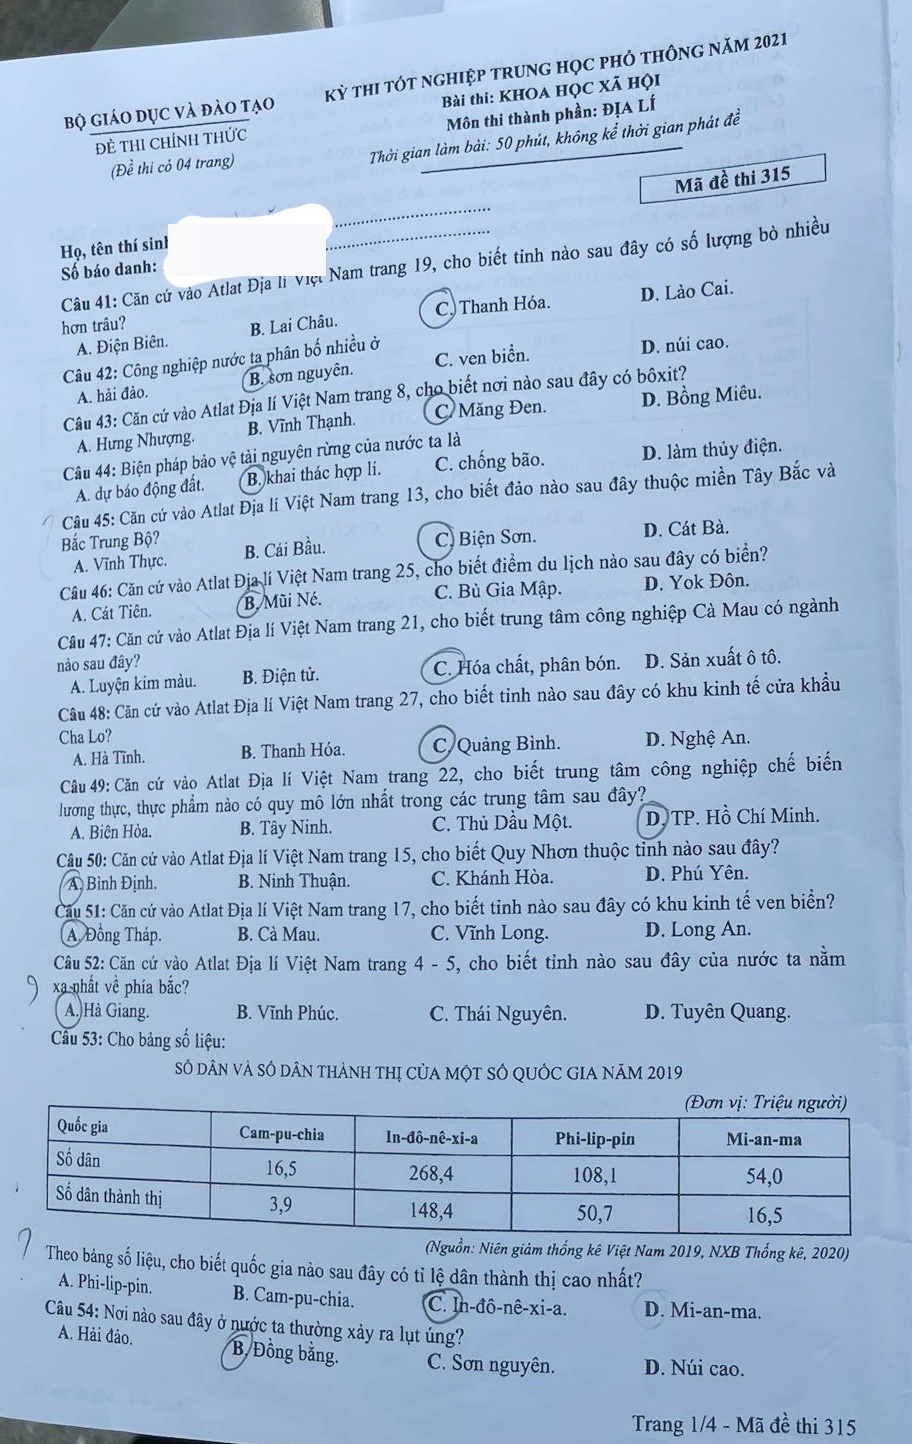 BỘ GIÁO DỤC VÀ ĐÀO TẠO
ĐỀ THI CHÍNH THỨC
(Đề thi có 04 trang)
KỲ THI TỐT NGHIỆP TRUNG HỌC PHỔ THÔNG NĂM 2021
Bài thi: KHOA HỌC XÃ HỘI
Môn thi thành phần: ĐỊA LÍ
Thời gian làm bài: 50 phút, không kể thời gian phát đề
Mã đề thi 315
Họ, tên thí sinh
Số báo danh:
Câu 41: Căn cứ vào Atlat Địa lí Việt Nam trang 19, cho biết tỉnh nào sau đây có số lượng bò nhiều
hơn trâu?
A. Điện Biên. B. Lai Châu. C. Thanh Hóa. D. Lào Cai.
Câu 42: Công nghiệp nước ta phân bố nhiều ở
A. hải đảo. B. sơn nguyên. C. ven biển. D. núi cao.
Câu 43: Căn cứ vào Atlat Địa lí Việt Nam trang 8, cho biết nơi nào sau đây có bôxit?
A. Hưng Nhượng. B. Vĩnh Thạnh. C. Măng Đen. D. Bồng Miêu.
Câu 44: Biện pháp bảo vệ tài nguyên rừng của nước ta là
A. dự báo động đất. B. khai thác hợp lí. C. chống bão. D. làm thủy điện.
Câu 45: Căn cứ vào Atlat Địa lí Việt Nam trang 13, cho biết đảo nào sau đây thuộc miền Tây Bắc và
Bắc Trung Bộ?
A. Vĩnh Thực. B. Cái Bầu. C. Biện Sơn. D. Cát Bà.
Câu 46: Căn cứ vào Atlat Địa lí Việt Nam trang 25, cho biết điểm du lịch nào sau đây có biển?
A. Cát Tiên. B. Mũi Né. C. Bù Gia Mập. D. Yok Đôn.
Câu 47: Căn cứ vào Atlat Địa lí Việt Nam trang 21, cho biết trung tâm công nghiệp Cà Mau có ngành
nào sau đây?
A. Luyện kim màu. B. Điện tử. C. Hóa chất, phân bón. D. Sản xuất ô tô.
Câu 48: Căn cứ vào Atlat Địa lí Việt Nam trang 27, cho biết tỉnh nào sau đây có khu kinh tế cửa khẩu
Cha Lo?
A. Hà Tĩnh. B. Thanh Hóa. C. Quảng Bình. D. Nghệ An.
Câu 49: Căn cứ vào Atlat Địa lí Việt Nam trang 22, cho biết trung tâm công nghiệp chế biến
lương thực, thực phẩm nào có quy mô lớn nhất trong các trung tâm sau đây?
A. Biên Hòa. B. Tây Ninh. C. Thủ Dầu Một. D. TP. Hồ Chí Minh.
Câu 50: Căn cứ vào Atlat Địa lí Việt Nam trang 15, cho biết Quy Nhơn thuộc tỉnh nào sau đây?
A. Bình Định. B. Ninh Thuận. C. Khánh Hòa. D. Phú Yên.
Câu 51: Căn cứ vào Atlat Địa lí Việt Nam trang 17, cho biết tỉnh nào sau đây có khu kinh tế ven biển?
A. Đồng Tháp. B. Cà Mau. C. Vĩnh Long. D. Long An.
Câu 52: Căn cứ vào Atlat Địa lí Việt Nam trang 4 - 5, cho biết tỉnh nào sau đây của nước ta nằm
xa nhất về phía bắc?
A. Hà Giang. B. Vĩnh Phúc. C. Thái Nguyên. D. Tuyên Quang.
Câu 53: Cho bảng số liệu:
SỐ DÂN VÀ SỐ DÂN THÀNH THỊ CỦA MỘT SỐ QUỐC GIA NĂM 2019
(Đơn vị: Triệu người)
Quốc gia Cam-pu-chia In-đô-nê-xi-a Phi-lip-pin Mi-an-ma
Số dân 16,5 268,4 108,1 54,0
Số dân thành thị 3,9 148,4 50,7 16,5
(Nguồn: Niên giám thống kê Việt Nam 2019, NXB Thống kê, 2020)
Theo bảng số liệu, cho biết quốc gia nào sau đây có tỉ lệ dân thành thị cao nhất?
A. Phi-lip-pin. B. Cam-pu-chia. C. In-đô-nê-xi-a. D. Mi-an-ma.
Câu 54: Nơi nào sau đây ở nước ta thường xảy ra lụt úng?
A. Hải đảo. B. Đồng bằng. C. Sơn nguyên. D. Núi cao.
Trang 1/4 - Mã đề thi 315